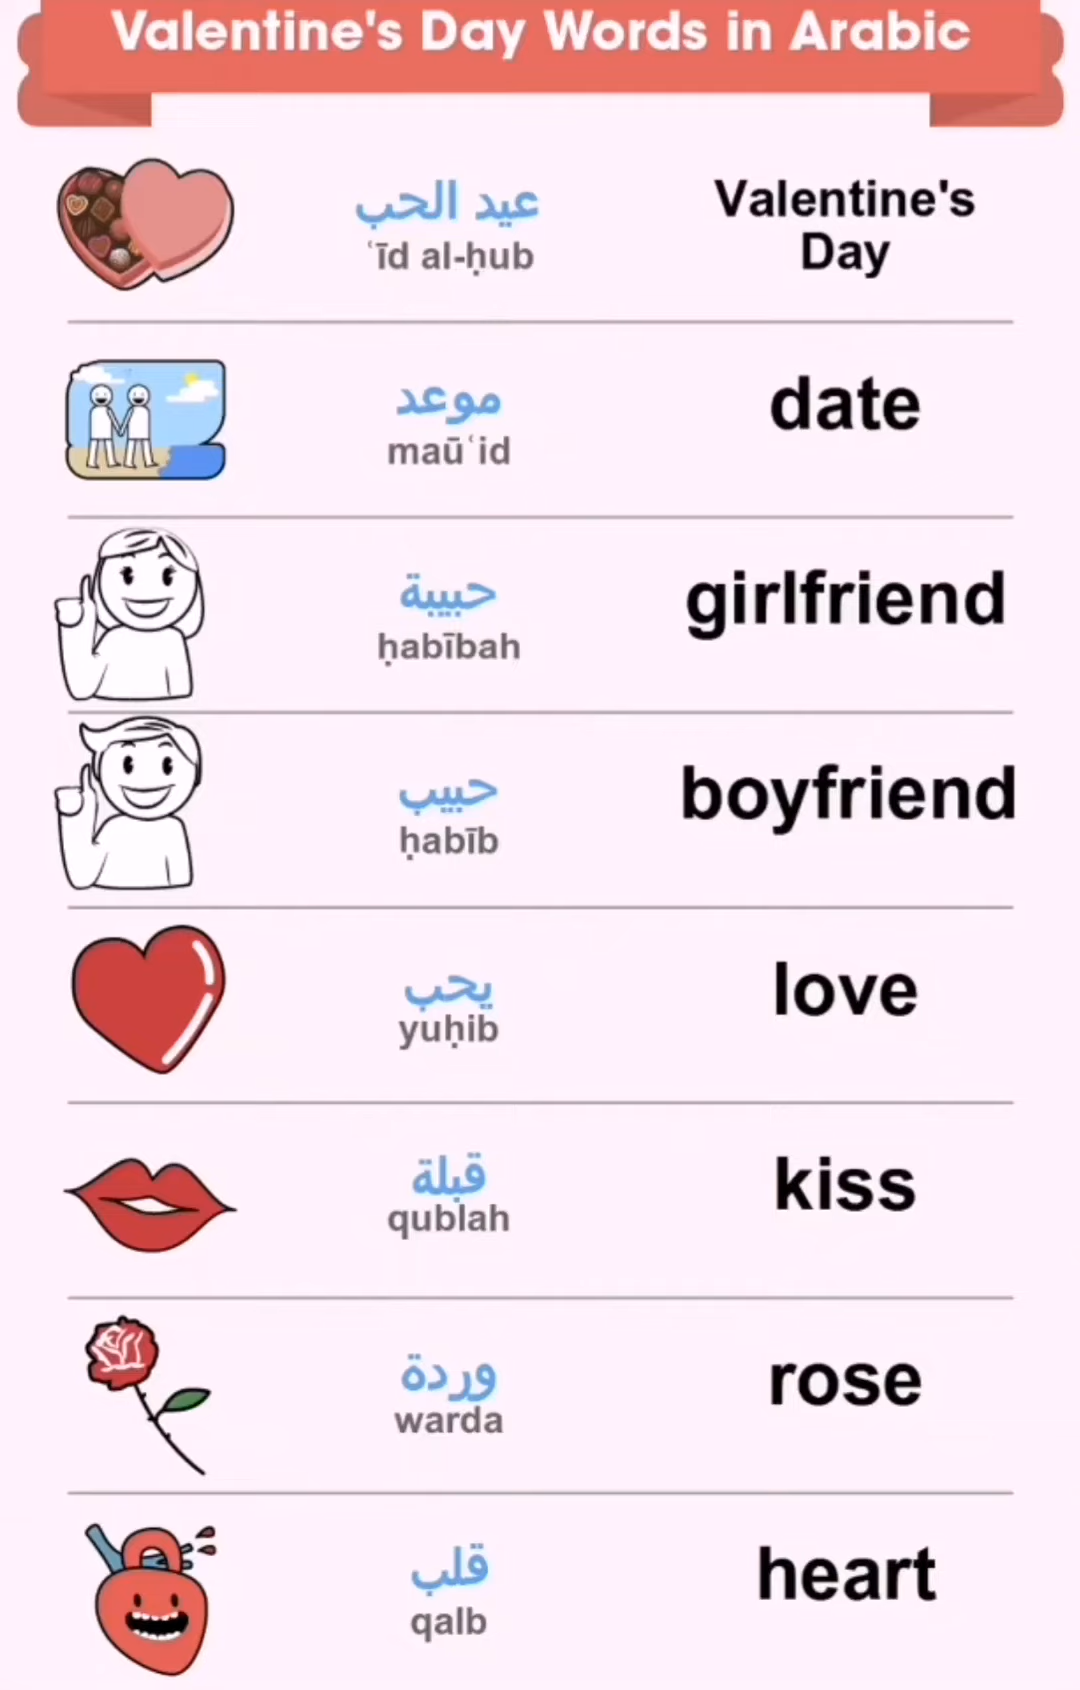 Valentine's Day Words in Arabic
عيد الحب
ʿīd al-ḥub
Valentine's
Day
موعد
maūʿid
date
حبيبة
ḥabībah
girlfriend
حبيب
ḥabīb
boyfriend
يحب
yuḥib
love
قبلة
qublah
kiss
وردة
warda
rose
قلب
qalb
heart